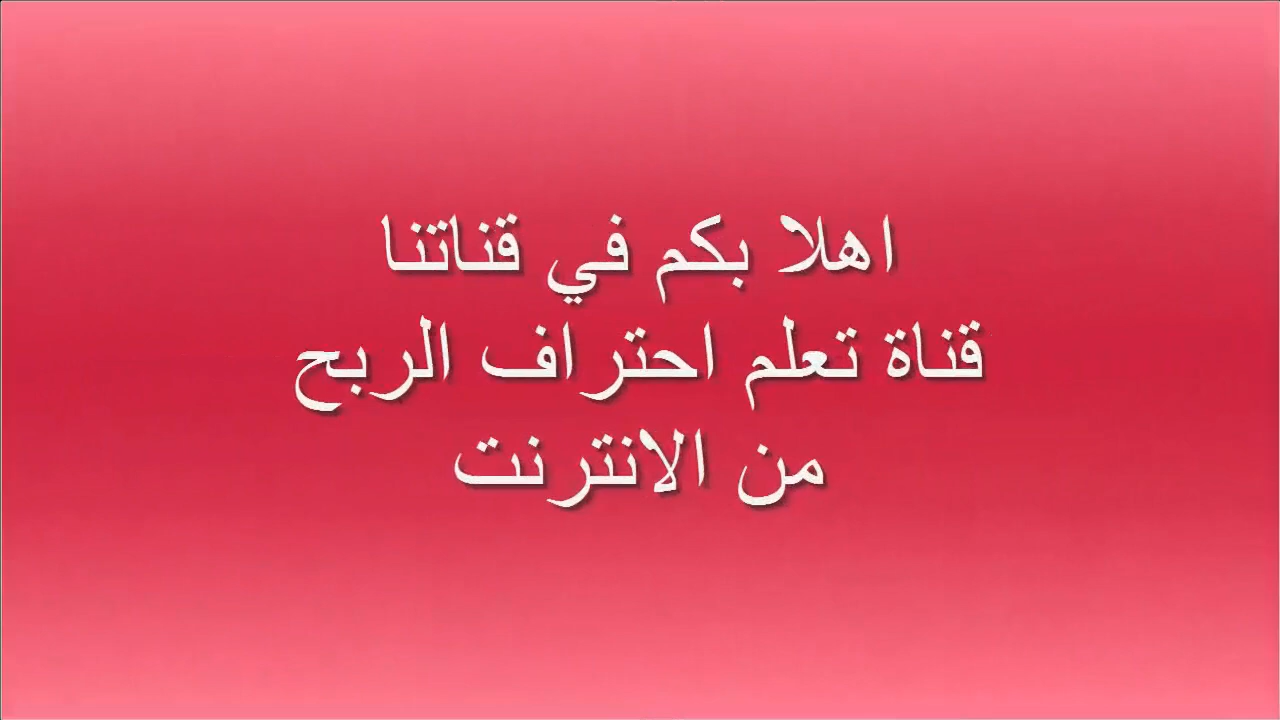 اهلا بكم في قناتنا
قناة تعلم احتراف الربح
من الانترنت